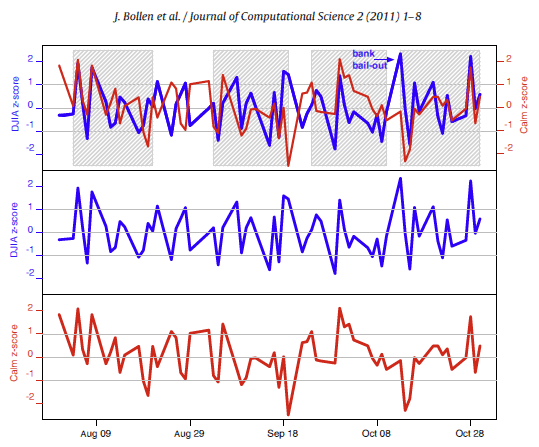 J. Bollen et al. / Journal of Computational Science 2 (2011) 1–8
bank
bail-out
DJIA z-score
2
1
0
-1
-2
2
1
0
-1
-2
Calm z-score
DJIA z-score
2
1
0
-1
-2
Calm z-score
2
1
0
-1
-2
Aug 09 Aug 29 Sep 18 Oct 08 Oct 28